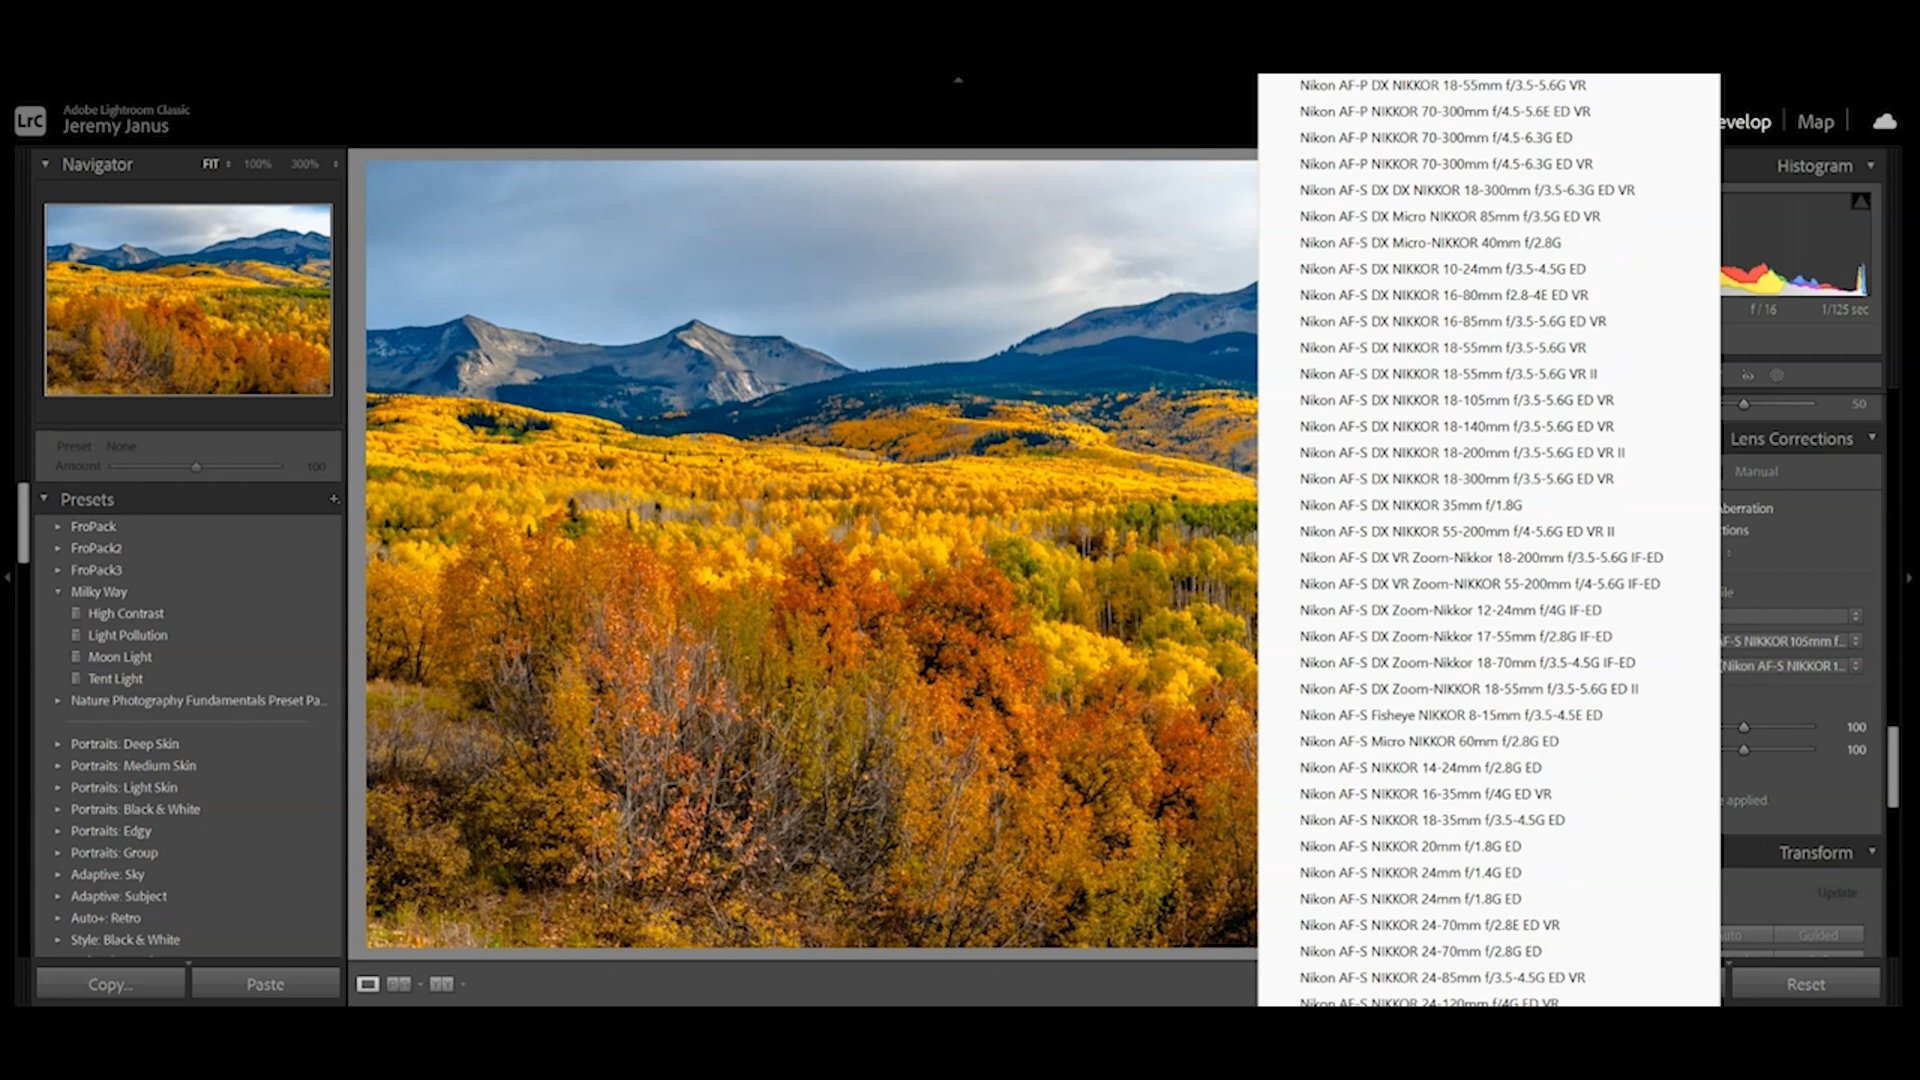 Adobe Lightroom Classic
LrC
Jeremy Janus
Map
Navigator
FIT
100%
300%
Preset: None
Amount
100
Presets
FroPack
FroPack2
FroPack3
Milky Way
High Contrast
Light Pollution
Moon Light
Tent Light
Nature Photography Fundamentals Preset Pa...
Portraits: Deep Skin
Portraits: Medium Skin
Portraits: Light Skin
Portraits: Black & White
Portraits: Edgy
Portraits: Group
Adaptive: Sky
Adaptive: Subject
Auto+: Retro
Style: Black & White
Copy...
Paste
Nikon AF-P DX NIKKOR 18-55mm f/3.5-5.6G VR
Nikon AF-P NIKKOR 70-300mm f/4.5-5.6E ED VR
Nikon AF-P NIKKOR 70-300mm f/4.5-6.3G ED
Nikon AF-P NIKKOR 70-300mm f/4.5-6.3G ED VR
Nikon AF-S DX DX NIKKOR 18-300mm f/3.5-6.3G ED VR
Nikon AF-S DX Micro NIKKOR 85mm f/3.5G ED VR
Nikon AF-S DX Micro-NIKKOR 40mm f/2.8G
Nikon AF-S DX NIKKOR 10-24mm f/3.5-4.5G ED
Nikon AF-S DX NIKKOR 16-80mm f2.8-4E ED VR
Nikon AF-S DX NIKKOR 16-85mm f/3.5-5.6G ED VR
Nikon AF-S DX NIKKOR 18-55mm f/3.5-5.6G VR
Nikon AF-S DX NIKKOR 18-55mm f/3.5-5.6G VR II
Nikon AF-S DX NIKKOR 18-105mm f/3.5-5.6G ED VR
Nikon AF-S DX NIKKOR 18-140mm f/3.5-5.6G ED VR
Nikon AF-S DX NIKKOR 18-200mm f/3.5-5.6G ED VR II
Nikon AF-S DX NIKKOR 18-300mm f/3.5-5.6G ED VR
Nikon AF-S DX NIKKOR 35mm f/1.8G
Nikon AF-S DX NIKKOR 55-200mm f/4-5.6G ED VR II
Nikon AF-S DX VR Zoom-Nikkor 18-200mm f/3.5-5.6G IF-ED
Nikon AF-S DX VR Zoom-NIKKOR 55-200mm f/4-5.6G IF-ED
Nikon AF-S DX Zoom-Nikkor 12-24mm f/4G IF-ED
Nikon AF-S DX Zoom-Nikkor 17-55mm f/2.8G IF-ED
Nikon AF-S DX Zoom-Nikkor 18-70mm f/3.5-4.5G IF-ED
Nikon AF-S DX Zoom-NIKKOR 18-55mm f/3.5-5.6G ED II
Nikon AF-S Fisheye NIKKOR 8-15mm f/3.5-4.5E ED
Nikon AF-S Micro NIKKOR 60mm f/2.8G ED
Nikon AF-S NIKKOR 14-24mm f/2.8G ED
Nikon AF-S NIKKOR 16-35mm f/4G ED VR
Nikon AF-S NIKKOR 18-35mm f/3.5-4.5G ED
Nikon AF-S NIKKOR 20mm f/1.8G ED
Nikon AF-S NIKKOR 24mm f/1.4G ED
Nikon AF-S NIKKOR 24mm f/1.8G ED
Nikon AF-S NIKKOR 24-70mm f/2.8E ED VR
Nikon AF-S NIKKOR 24-70mm f/2.8G ED
Nikon AF-S NIKKOR 24-85mm f/3.5-4.5G ED VR
Nikon AF-S NIKKOR 24-120mm f/4G ED VR
Histogram
f / 16
1/125 sec
50
Lens Corrections
Manual
F-S NIKKOR 105mm f...
(Nikon AF-S NIKKOR 1...
100
100
applied.
Transform
Update
Guided
Reset